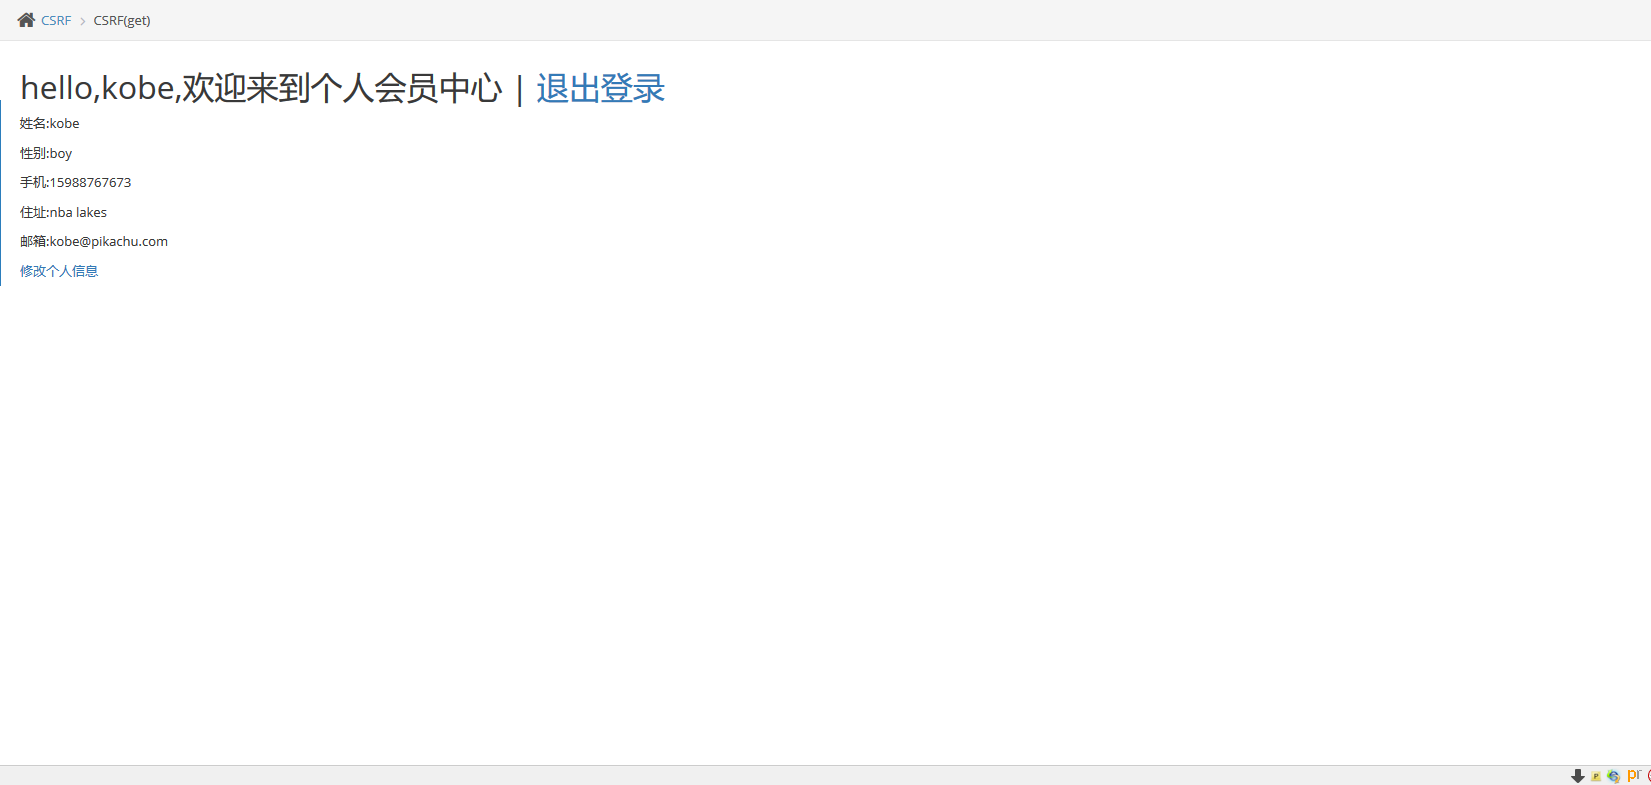 CSRF > CSRF(get)
hello,kobe,欢迎来到个人会员中心 | 退出登录
姓名:kobe
性别:boy
手机:15988767673
住址:nba lakes
邮箱:kobe@pikachu.com
修改个人信息
pr